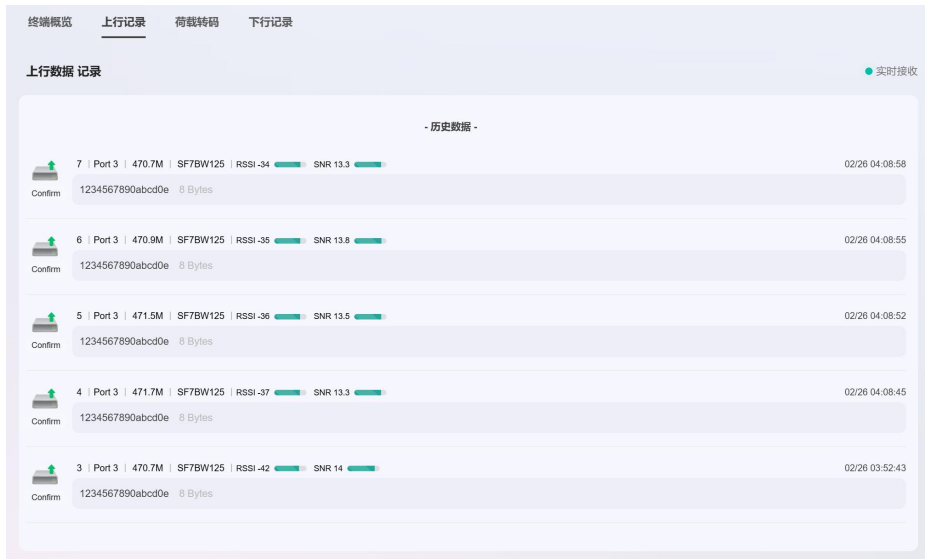 终端概览 上行记录 荷载转码 下行记录
上行数据 记录 实时接收
- 历史数据 -
7 | Port 3 | 470.7M | SF7BW125 | RSSI -34 SNR 13.3 02/26 04:08:58
Confirm 1234567890abcd0e 8 Bytes
6 | Port 3 | 470.9M | SF7BW125 | RSSI -35 SNR 13.8 02/26 04:08:55
Confirm 1234567890abcd0e 8 Bytes
5 | Port 3 | 471.5M | SF7BW125 | RSSI -36 SNR 13.5 02/26 04:08:52
Confirm 1234567890abcd0e 8 Bytes
4 | Port 3 | 471.7M | SF7BW125 | RSSI -37 SNR 13.3 02/26 04:08:45
Confirm 1234567890abcd0e 8 Bytes
3 | Port 3 | 470.7M | SF7BW125 | RSSI -42 SNR 14 02/26 03:52:43
Confirm 1234567890abcd0e 8 Bytes